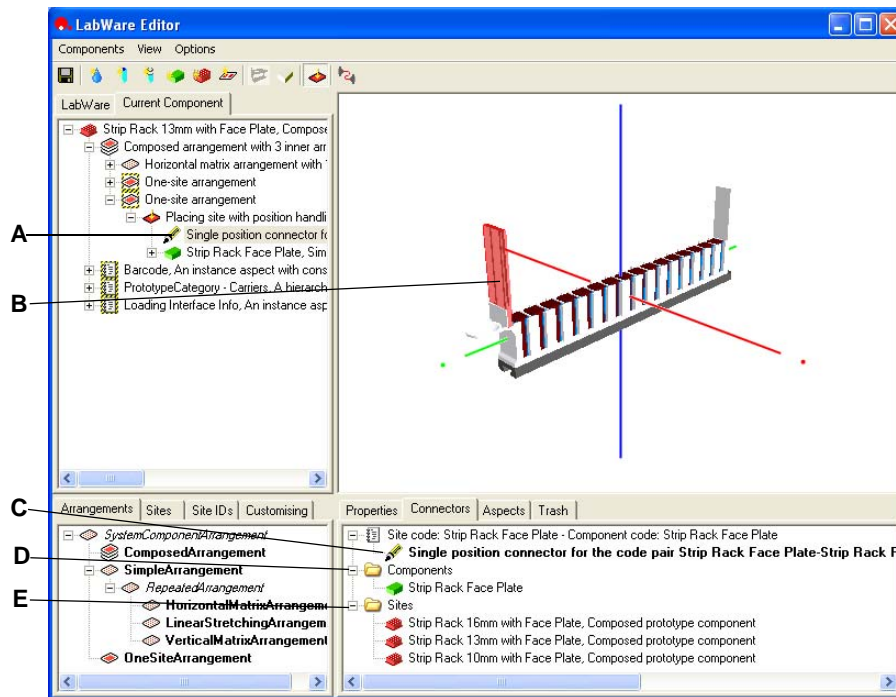 LabWare Editor
Components View Options
LabWare Current Component
Strip Rack 13mm with Face Plate, Compose
Composed arrangement with 3 inner arr
Horizontal matrix arrangement with
One-site arrangement
One-site arrangement
Placing site with position handli
A
Single position connector fo
Strip Rack Face Plate, Sim
Barcode, An instance aspect with cons
B
PrototypeCategory - Carriers, A hierarch
Loading Interface Info, An instance asp
C
Arrangements Sites Site IDs Customising
Properties Connectors Aspects Trash
SystemComponentArrangement
ComposedArrangement
SimpleArrangement
RepeatedArrangement
HorizontalMatrixArrangeme
LinearStretchingArrangem
VerticalMatrixArrangement
OneSiteArrangement
Site code: Strip Rack Face Plate - Component code: Strip Rack Face Plate
Single position connector for the code pair Strip Rack Face Plate-Strip Rack F
D
Components
Strip Rack Face Plate
E
Sites
Strip Rack 16mm with Face Plate, Composed prototype component
Strip Rack 13mm with Face Plate, Composed prototype component
Strip Rack 10mm with Face Plate, Composed prototype component